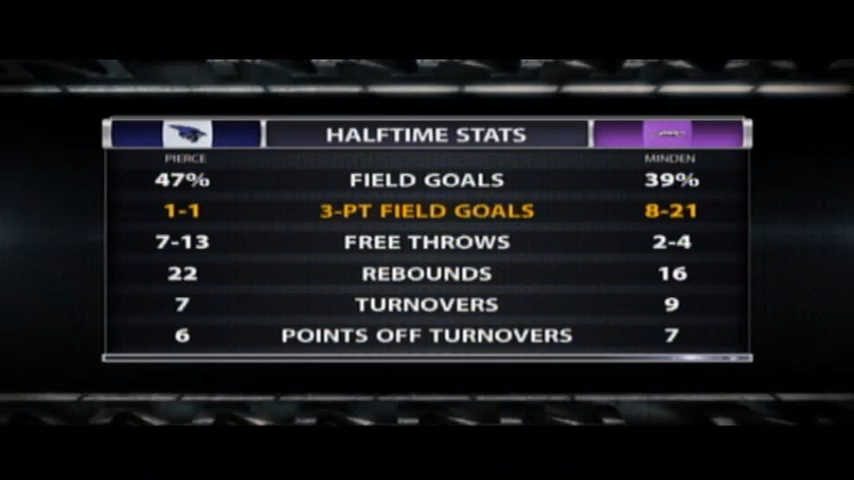 HALFTIME STATS
PIERCE MINDEN
47% FIELD GOALS 39%
1-1 3-PT FIELD GOALS 8-21
7-13 FREE THROWS 2-4
22 REBOUNDS 16
7 TURNOVERS 9
6 POINTS OFF TURNOVERS 7